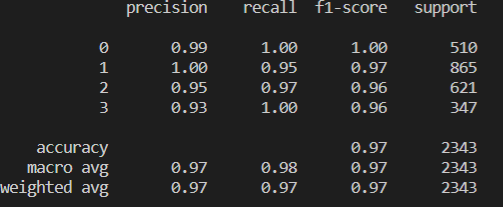 precision recall f1-score support
0 0.99 1.00 1.00 510
1 1.00 0.95 0.97 865
2 0.95 0.97 0.96 621
3 0.93 1.00 0.96 347
accuracy 0.97 2343
macro avg 0.97 0.98 0.97 2343
weighted avg 0.97 0.97 0.97 2343